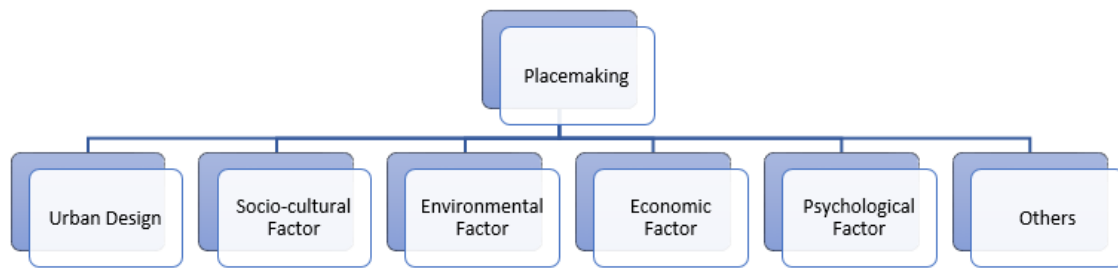 Placemaking
Urban Design
Socio-cultural
Factor
Environmental
Factor
Economic
Factor
Psychological
Factor
Others